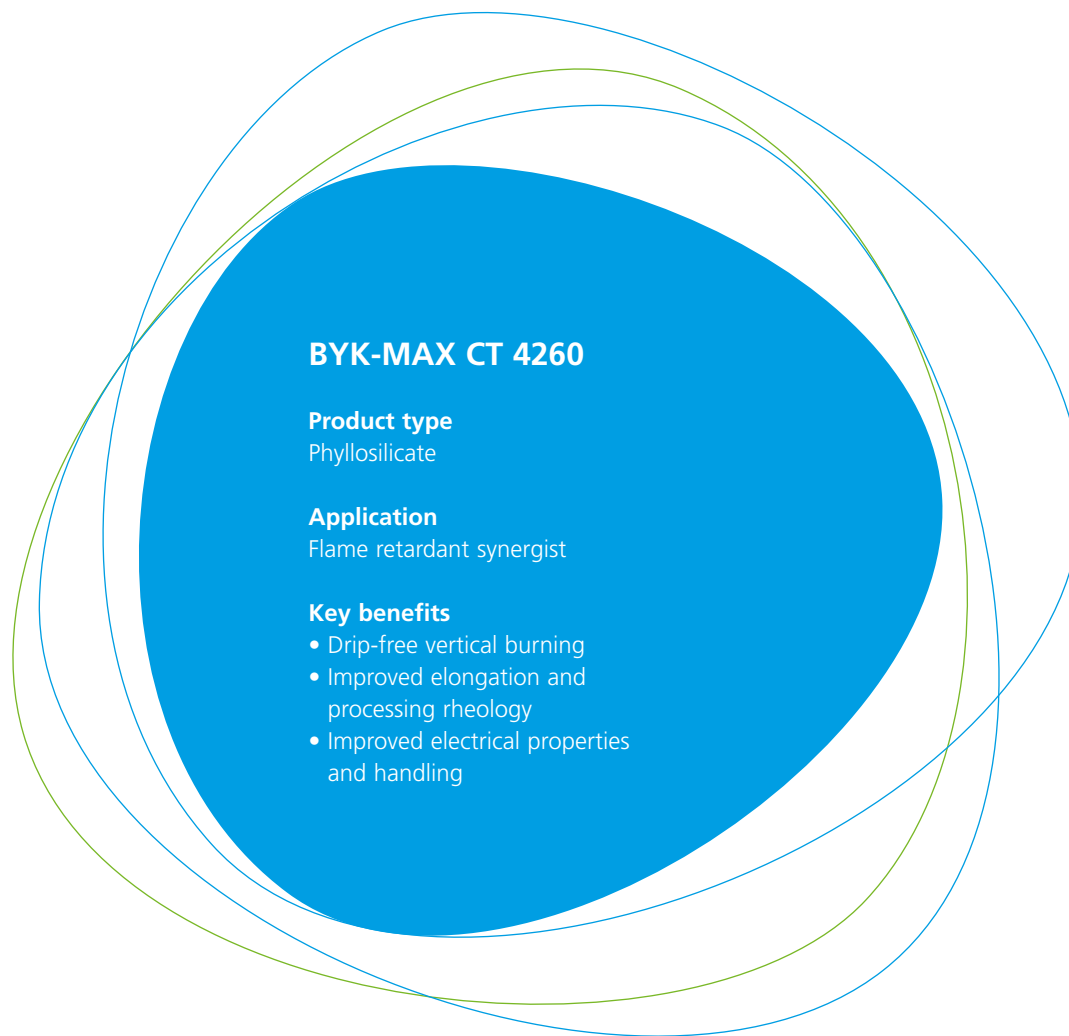 BYK-MAX CT 4260
Product type
Phyllosilicate
Application
Flame retardant synergist
Key benefits
• Drip-free vertical burning
• Improved elongation and
processing rheology
• Improved electrical properties
and handling